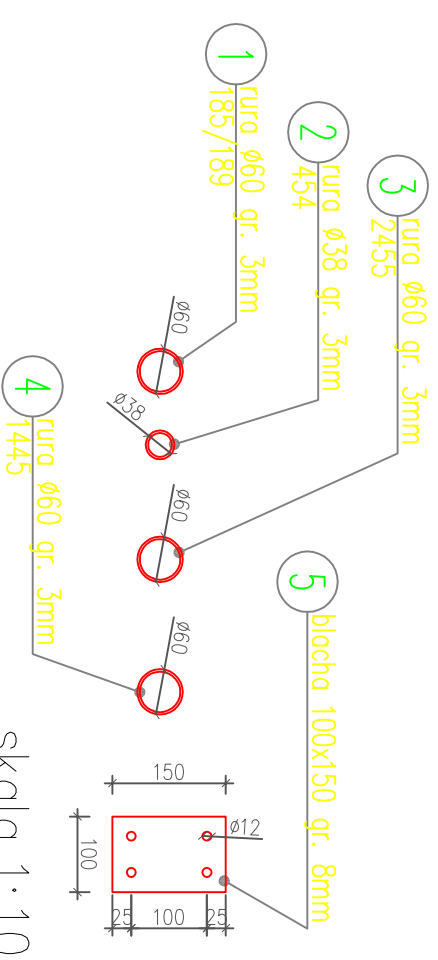 1
rura ø60 gr. 3mm
185/189
2
rura ø38 gr. 3mm
454
3
rura ø60 gr. 3mm
2455
4
rura ø60 gr. 3mm
1445
5
blacha 100x150 gr. 8mm
ø60
ø38
ø60
ø60
150
100
ø12
25
100
25
skala 1:10